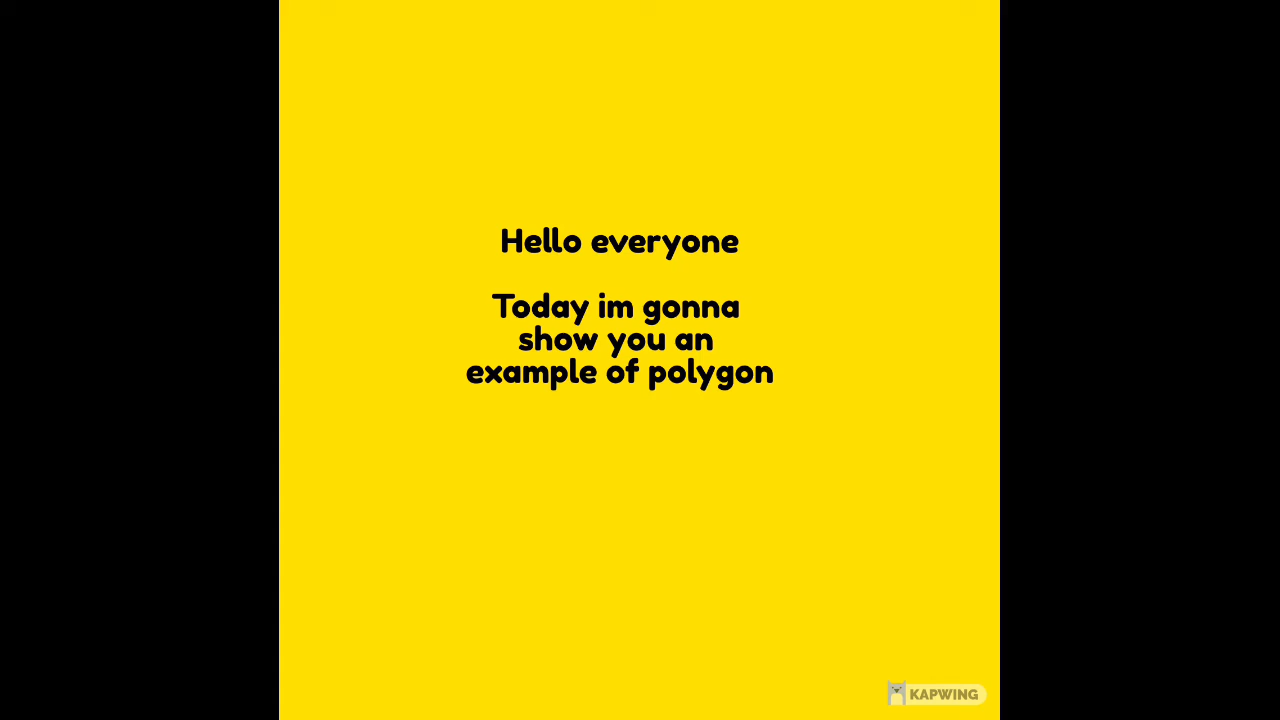 Hello everyone
Today im gonna
show you an
example of polygon
KAPWING